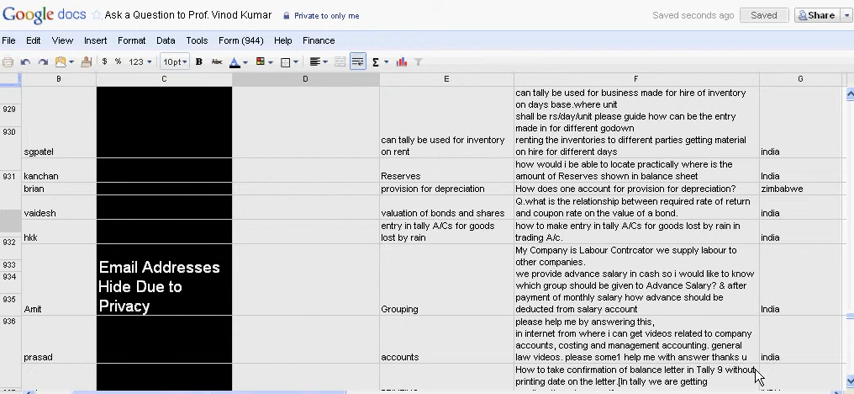 Google docs Ask a Question to Prof. Vinod Kumar Private to only me Saved seconds ago Saved Share
File Edit View Insert Format Data Tools Form (944) Help Finance
$ % 123 10pt B Abc A Σ
B C D E F G
929
930
931
932
933
934
935
936
can tally be used for business made for hire of inventory
on days base.where unit
shall be rs/day/unit please guide how can be the entry
made in for different godown
can tally be used for inventory renting the inventories to different parties getting material
sgpatel on rent on hire for different days india
how would i be able to locate practically where is the
kanchan Reserves amount of Reserves shown in balance sheet India
brian provision for depreciation How does one account for provision for depreciation? zimbabwe
Q.what is the relationship between required rate of return
vaidesh valuation of bonds and shares and coupon rate on the value of a bond. india
entry in tally A/Cs for goods how to make entry in tally A/Cs for goods lost by rain in
hkk lost by rain trading A/c. india
My Company is Labour Contrcator we supply labour to
other companies.
we provide advance salary in cash so i would like to know
which group should be given to Advance Salary? & after
payment of monthly salary how advance should be
Amit Grouping deducted from salary account India
Email Addresses
Hide Due to
Privacy
please help me by answering this,
in internet from where i can get videos related to company
accounts, costing and management accounting. general
prasad accounts law videos. please some1 help me with answer thanks u india
How to take confirmation of balance letter in Tally 9 without
printing date on the letter.[In tally we are getting